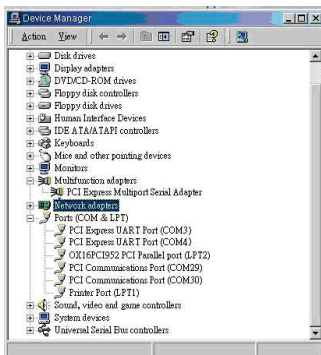 Device Manager
Action View
Disk drives
Display adapters
DVD/CD-ROM drives
Floppy disk controllers
Floppy disk drives
Human Interface Devices
IDE ATA/ATAPI controllers
Keyboards
Mice and other pointing devices
Monitors
Multifunction adapters
PCI Express Multiport Serial Adapter
Network adapters
Ports (COM & LPT)
PCI Express UART Port (COM3)
PCI Express UART Port (COM4)
OX16PCI952 PCI Parallel port (LPT2)
PCI Communications Port (COM29)
PCI Communications Port (COM30)
Printer Port (LPT1)
Sound, video and game controllers
System devices
Universal Serial Bus controllers